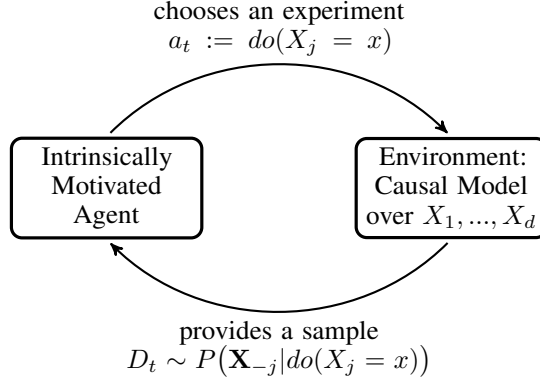 chooses an experiment
a_t := do(X_j = x)
Intrinsically
Motivated
Agent
Environment:
Causal Model
over X_1, ..., X_d
provides a sample
D_t ∼ P(𝐗_{−j}|do(X_j = x))